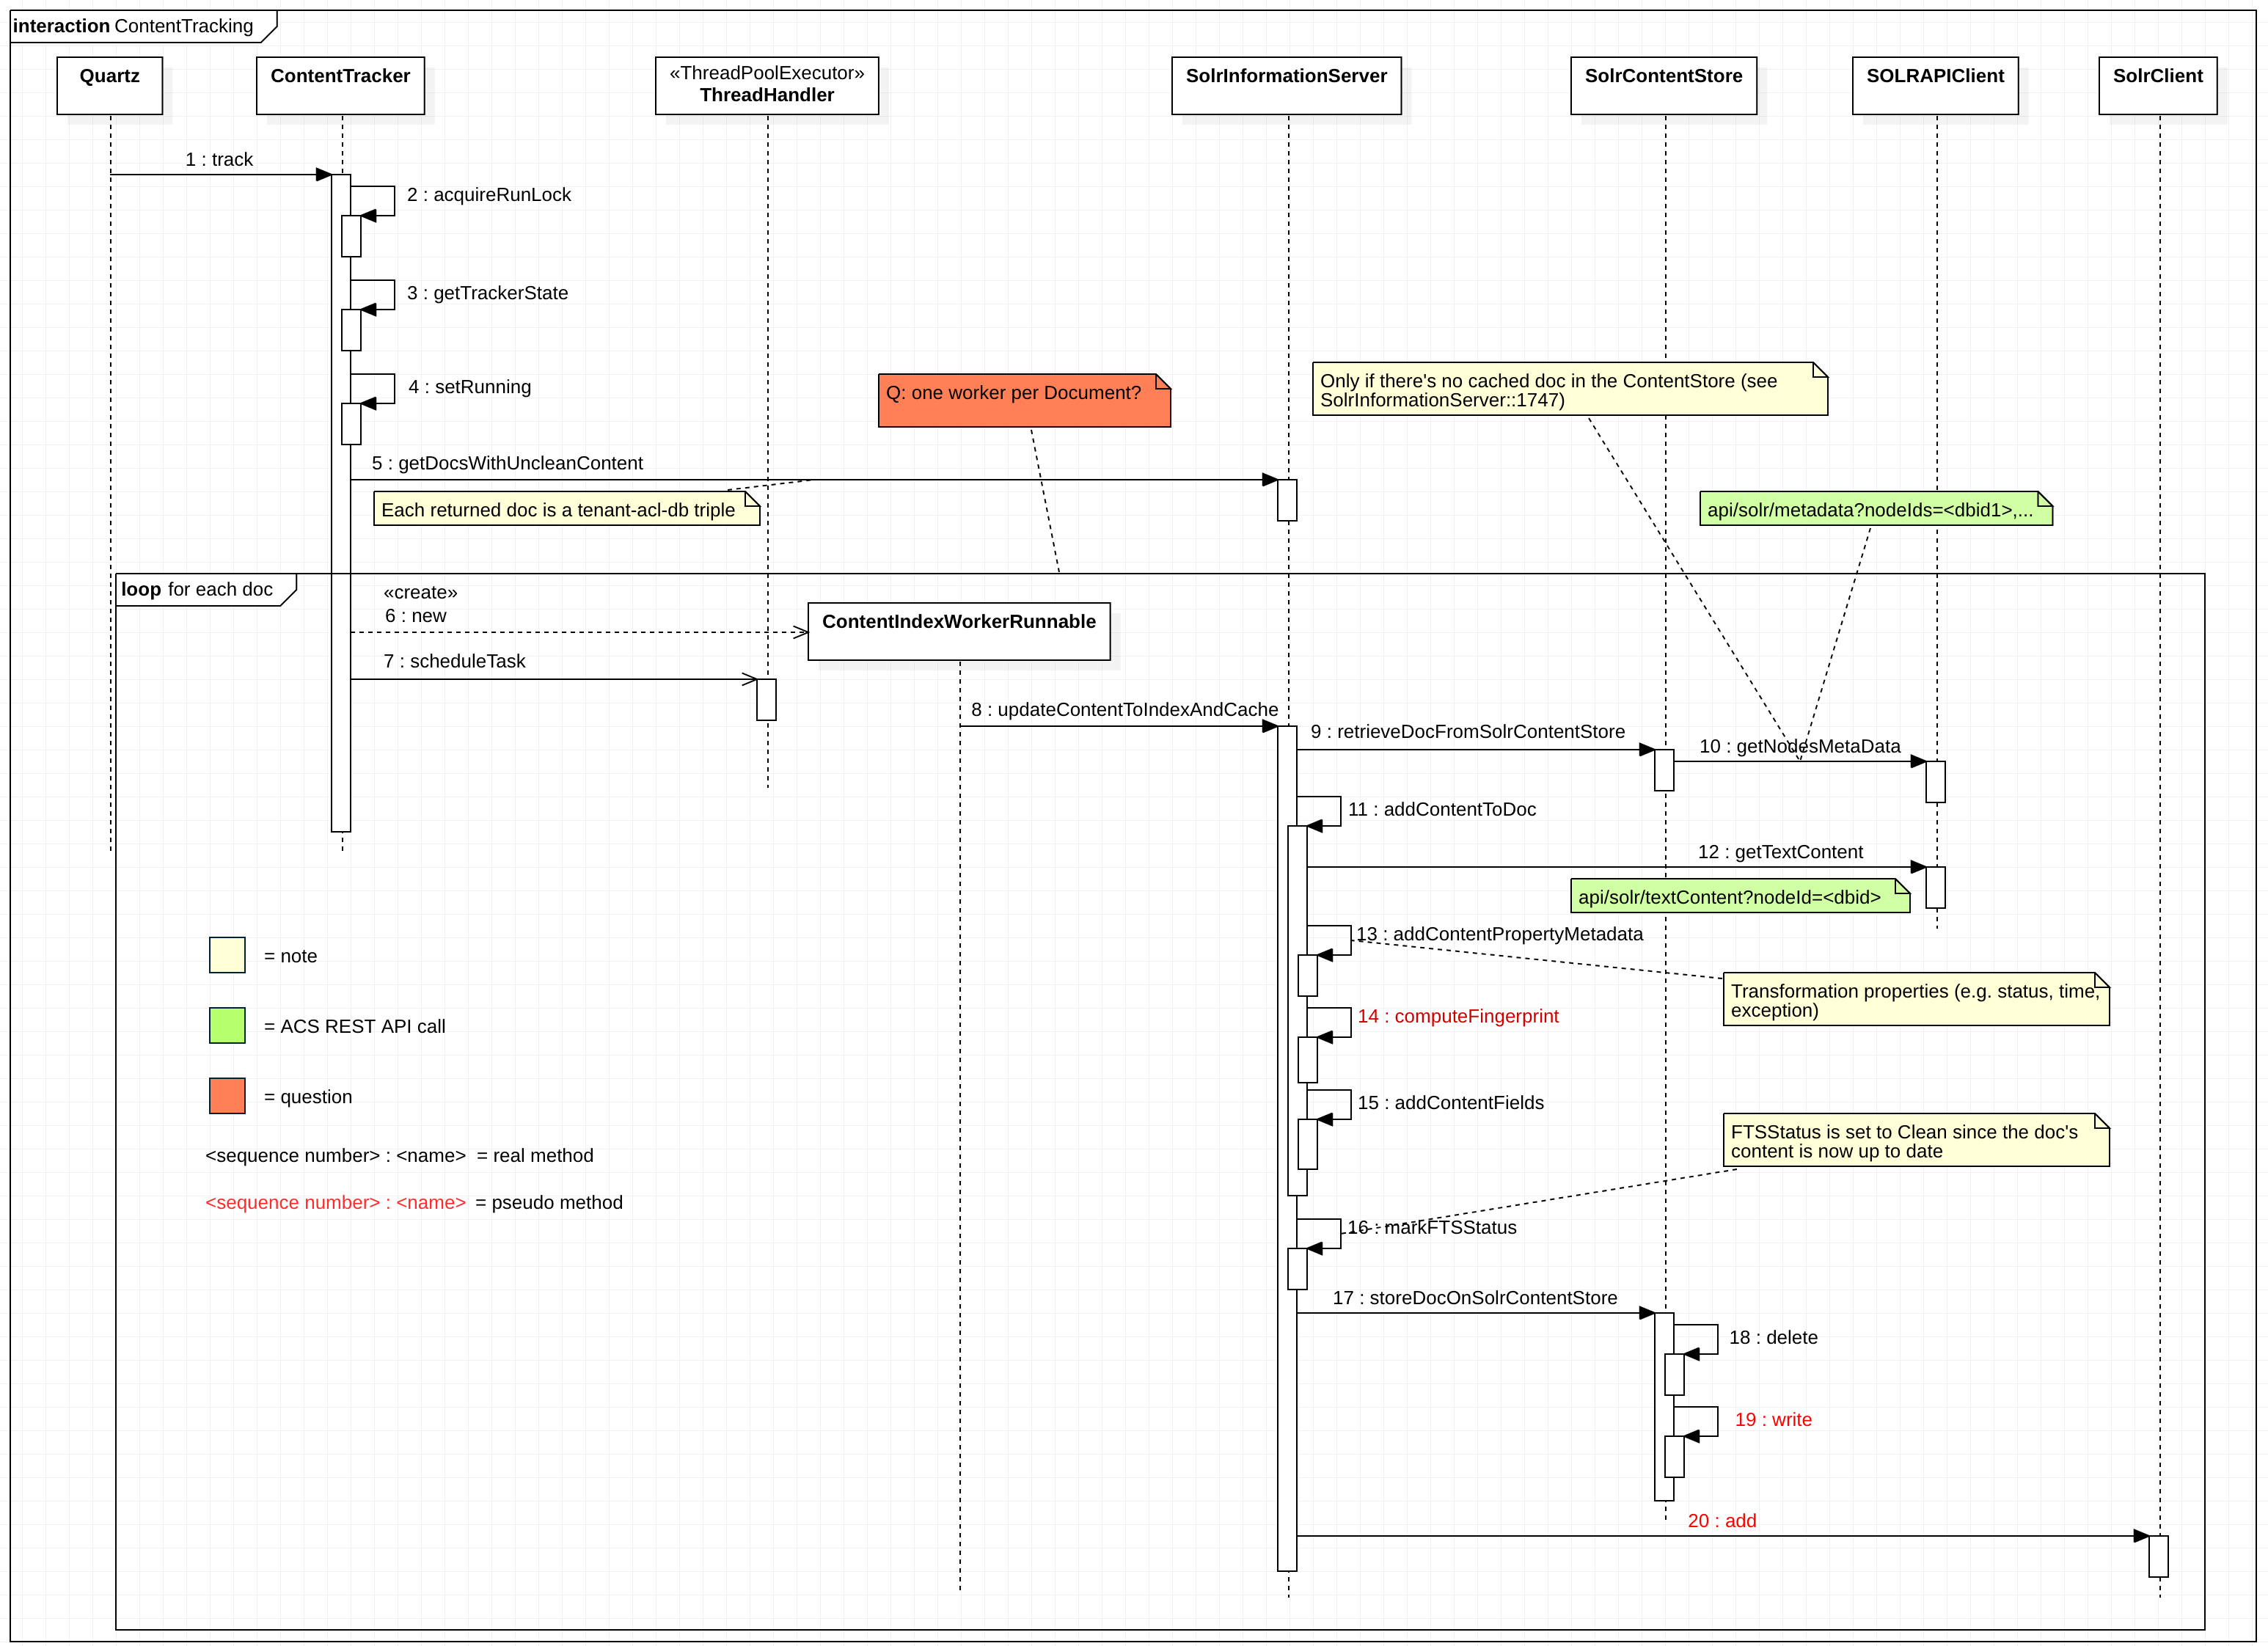 interaction ContentTracking
Quartz
ContentTracker
«ThreadPoolExecutor»
ThreadHandler
SolrInformationServer
SolrContentStore
SOLRAPIClient
SolrClient
1 : track
2 : acquireRunLock
3 : getTrackerState
4 : setRunning
Q: one worker per Document?
Only if there's no cached doc in the ContentStore (see
SolrInformationServer::1747)
5 : getDocsWithUncleanContent
Each returned doc is a tenant-acl-db triple
api/solr/metadata?nodeIds=<dbid1>,...
loop for each doc
«create»
6 : new
ContentIndexWorkerRunnable
7 : scheduleTask
8 : updateContentToIndexAndCache
9 : retrieveDocFromSolrContentStore
10 : getNodesMetaData
11 : addContentToDoc
12 : getTextContent
api/solr/textContent?nodeId=<dbid>
13 : addContentPropertyMetadata
Transformation properties (e.g. status, time,
exception)
14 : computeFingerprint
15 : addContentFields
FTSStatus is set to Clean since the doc's
content is now up to date
16 : markFTSStatus
17 : storeDocOnSolrContentStore
18 : delete
19 : write
20 : add
= note
= ACS REST API call
= question
<sequence number> : <name> = real method
<sequence number> : <name> = pseudo method